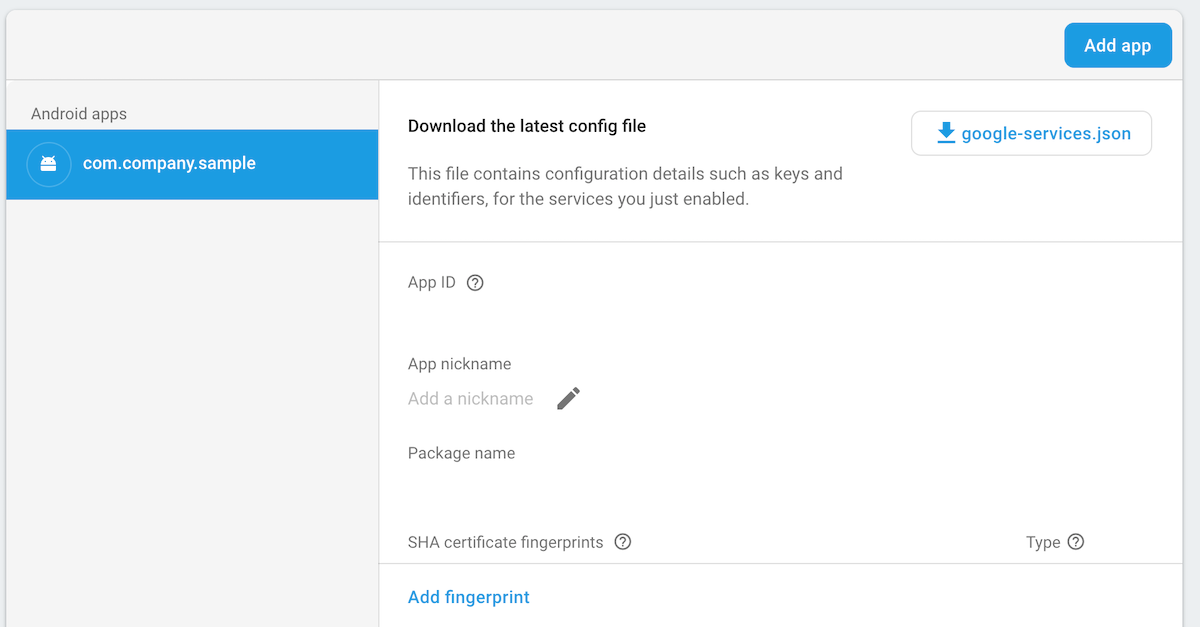 Add app
Android apps
com.company.sample
Download the latest config file
google-services.json
This file contains configuration details such as keys and
identifiers, for the services you just enabled.
App ID
App nickname
Add a nickname
Package name
SHA certificate fingerprints
Type
Add fingerprint